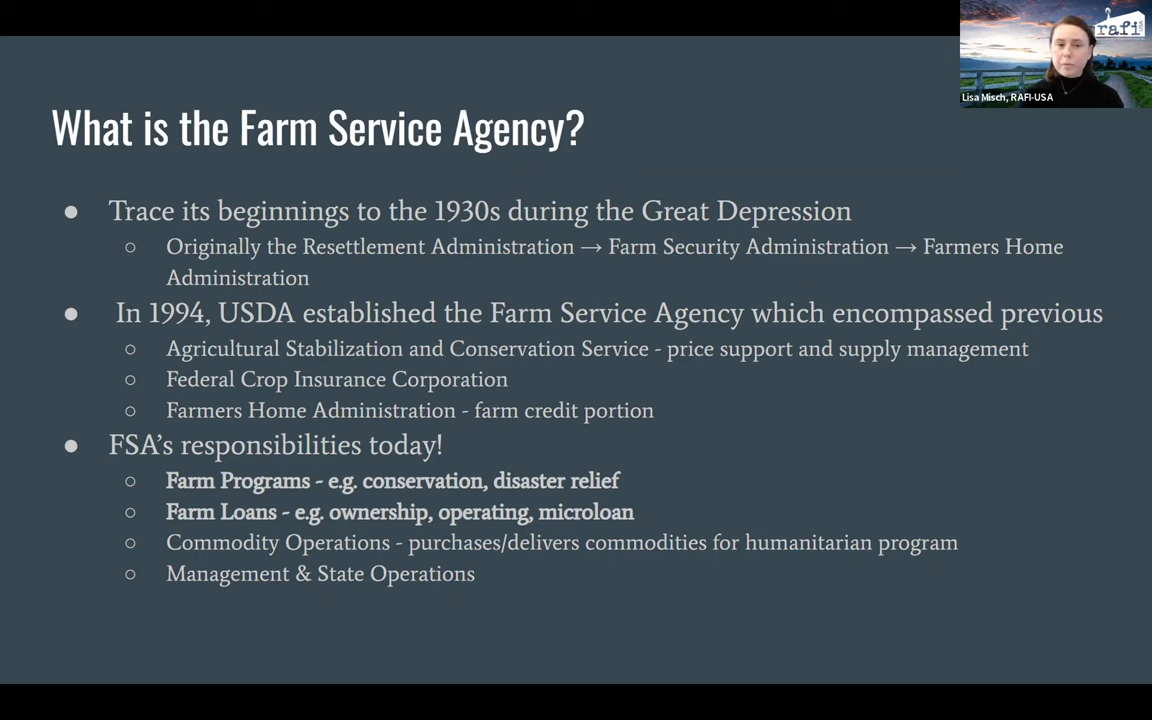 rafi
USA
Lisa Misch, RAFI-USA
What is the Farm Service Agency?
● Trace its beginnings to the 1930s during the Great Depression
○ Originally the Resettlement Administration → Farm Security Administration → Farmers Home
Administration
● In 1994, USDA established the Farm Service Agency which encompassed previous
○ Agricultural Stabilization and Conservation Service - price support and supply management
○ Federal Crop Insurance Corporation
○ Farmers Home Administration - farm credit portion
● FSA’s responsibilities today!
○ Farm Programs - e.g. conservation, disaster relief
○ Farm Loans - e.g. ownership, operating, microloan
○ Commodity Operations - purchases/delivers commodities for humanitarian program
○ Management & State Operations